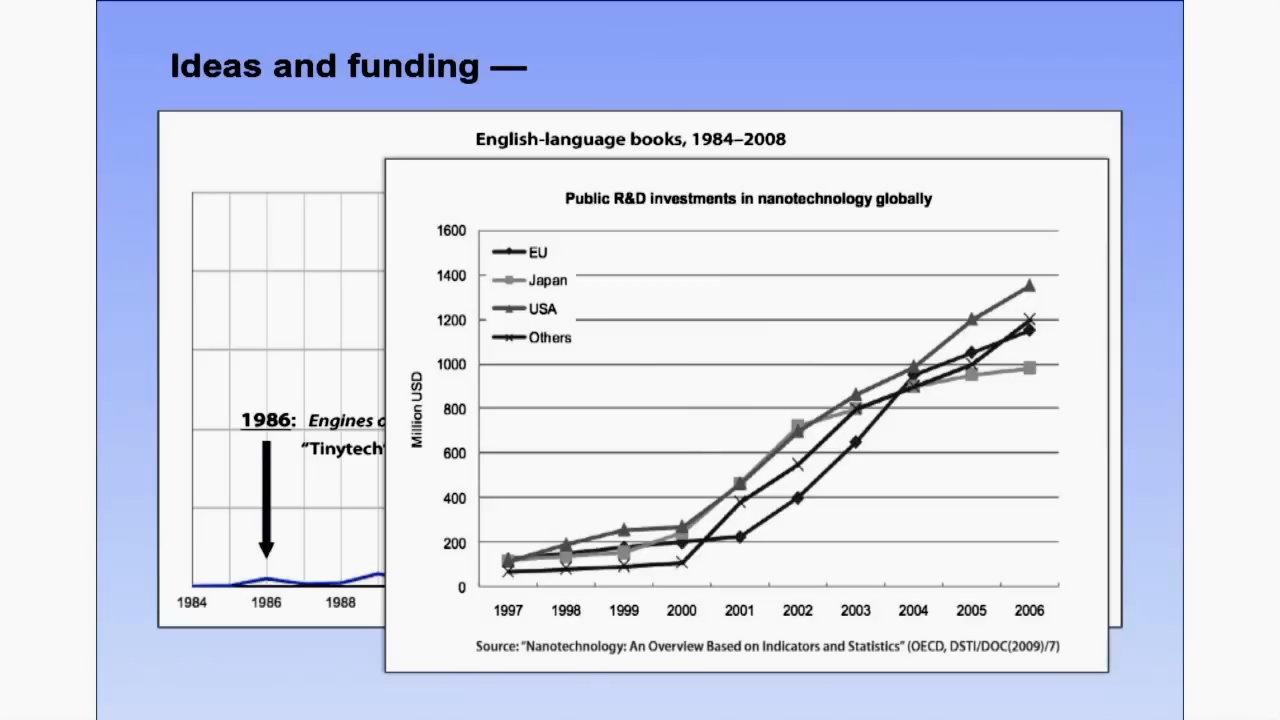 Ideas and funding —
English-language books, 1984–2008
1986: Engines
"Tinytech"
1984 1986 1988
Public R&D investments in nanotechnology globally
Million USD
1600
1400
1200
1000
800
600
400
200
0
EU
Japan
USA
Others
1997 1998 1999 2000 2001 2002 2003 2004 2005 2006
Source: "Nanotechnology: An Overview Based on Indicators and Statistics" (OECD, DSTI/DOC(2009)/7)